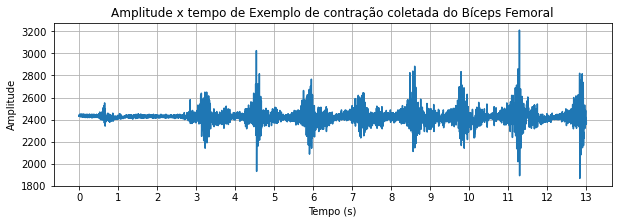 Amplitude x tempo de Exemplo de contração coletada do Bíceps Femoral
Amplitude
3200
3000
2800
2600
2400
2200
2000
1800
0 1 2 3 4 5 6 7 8 9 10 11 12 13
Tempo (s)